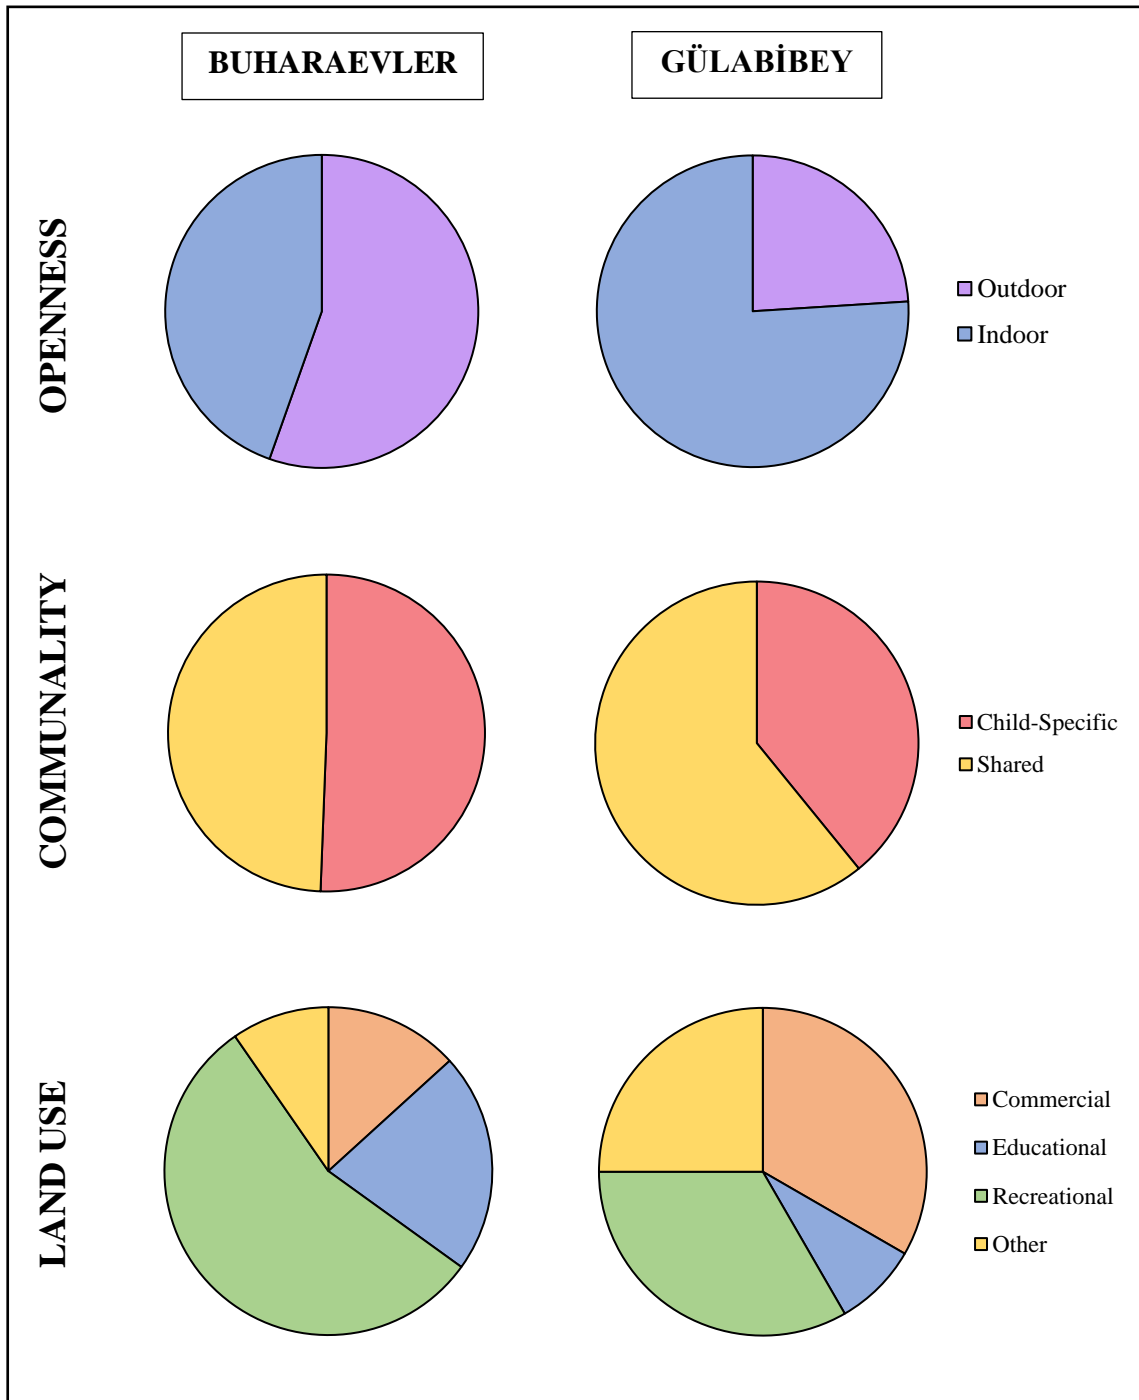 BUHARAEVLER
GÜLABİBEY
OPENNESS
Outdoor
Indoor
COMMUNALITY
Child-Specific
Shared
LAND USE
Commercial
Educational
Recreational
Other